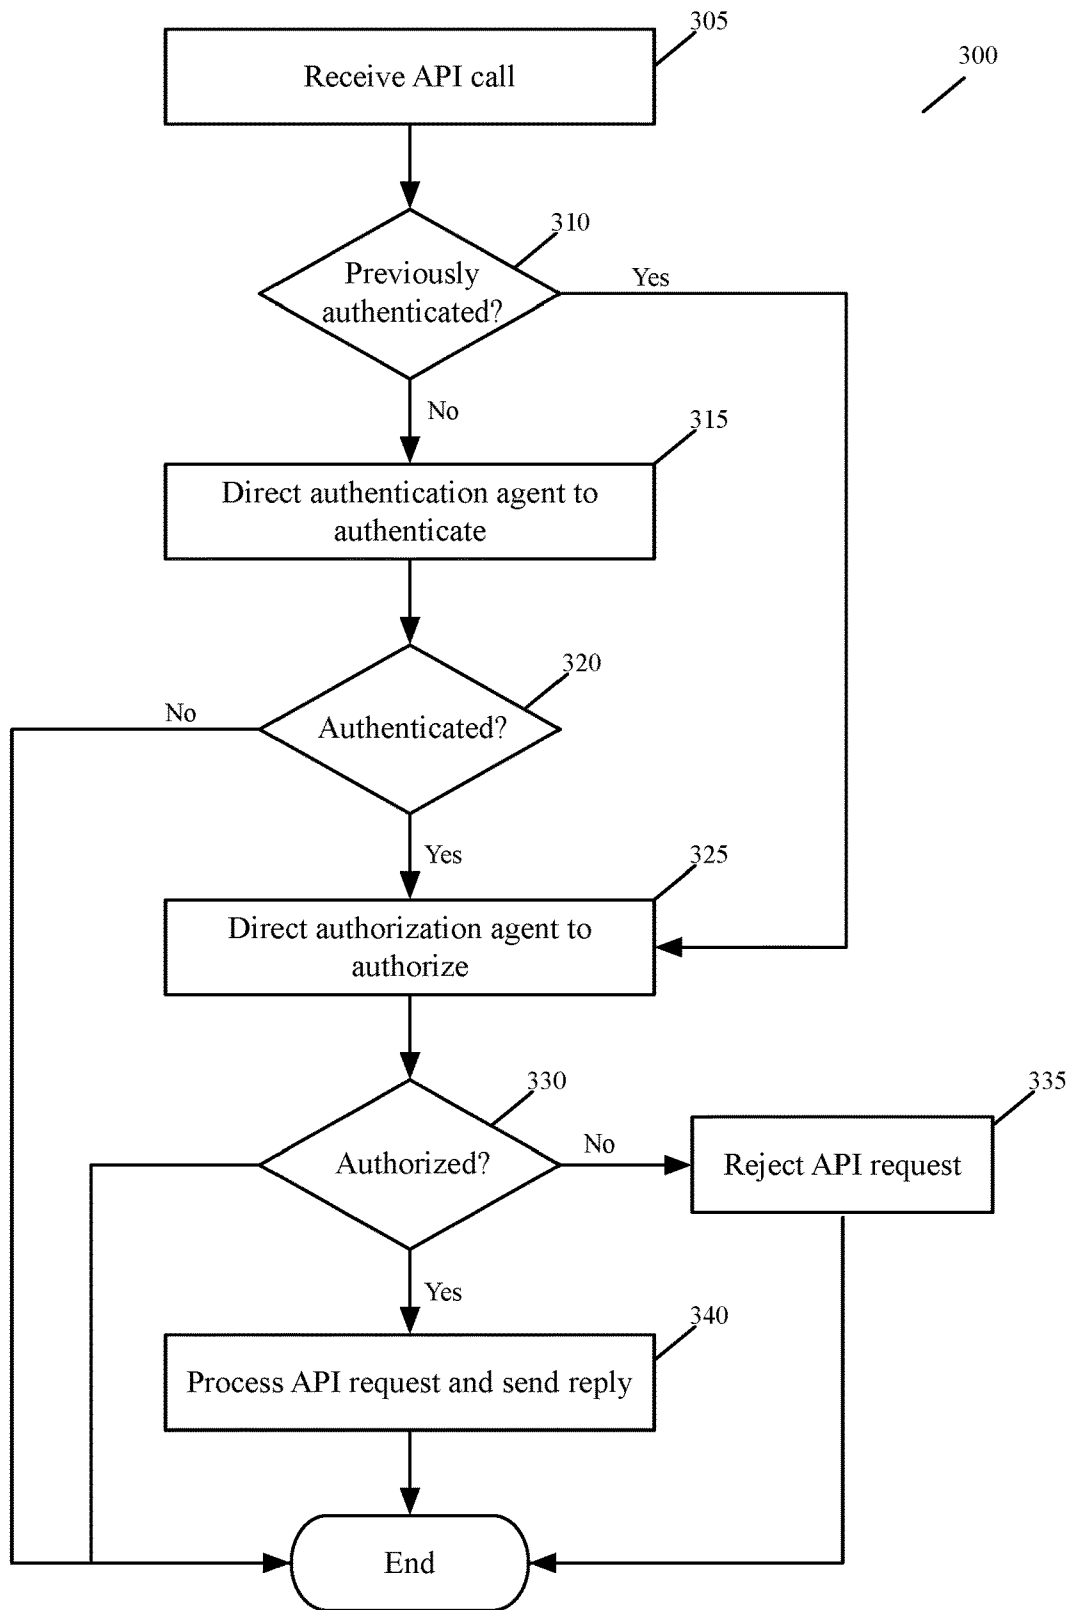 305
Receive API call
300
310
Previously
authenticated?
Yes
No
315
Direct authentication agent to
authenticate
320
No
Authenticated?
Yes
325
Direct authorization agent to
authorize
330
335
Authorized?
No
Reject API request
Yes
340
Process API request and send reply
End